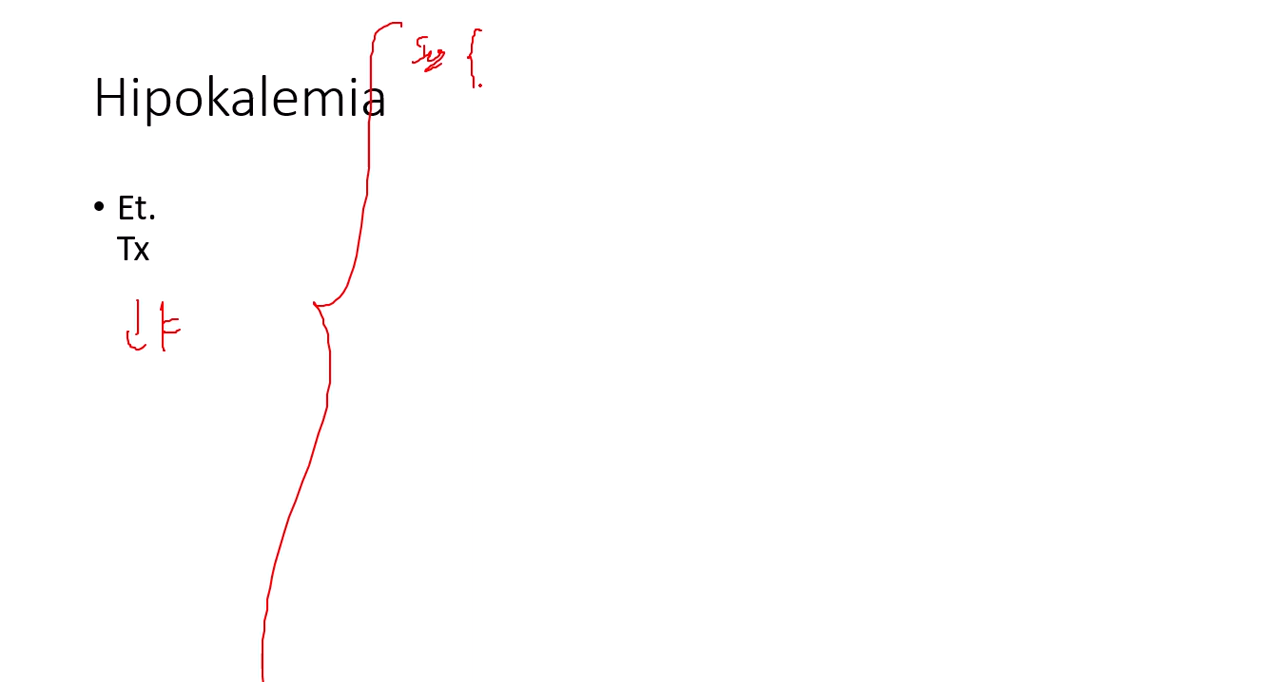 Hipokalemia
• Et.
Tx
↓ K